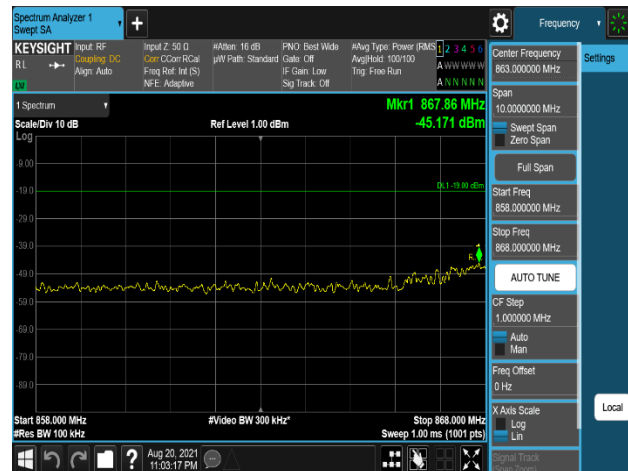 Spectrum Analyzer 1
Swept SA
Frequency
KEYSIGHT
RL
Input: RF
Coupling: DC
Align: Auto
Input Z: 50 Ω
Corr CCorr RCal
Freq Ref: Int (S)
NFE: Adaptive
#Atten: 16 dB
µW Path: Standard
PNO: Best Wide
Gate: Off
IF Gain: Low
Sig Track: Off
#Avg Type: Power (RMS
Avg|Hold: 100/100
Trig: Free Run
1 2 3 4 5 6
A W W W W W
A N N N N N
1 Spectrum
Scale/Div 10 dB
Ref Level 1.00 dBm
Mkr1 867.86 MHz
-45.171 dBm
Log
-9.00
DL1 -19.00 dBm
-19.0
-29.0
-39.0
-49.0
-59.0
-69.0
-79.0
-89.0
Start 858.000 MHz
#Video BW 300 kHz*
Stop 868.000 MHz
#Res BW 100 kHz
Sweep 1.00 ms (1001 pts)
Aug 20, 2021
11:03:17 PM
?
Center Frequency
863.000000 MHz
Span
10.0000000 MHz
Swept Span
Zero Span
Full Span
Start Freq
858.000000 MHz
Stop Freq
868.000000 MHz
AUTO TUNE
CF Step
1.000000 MHz
Auto
Man
Freq Offset
0 Hz
X Axis Scale
Log
Lin
Signal Track
(Span Zoom)
Settings
Local